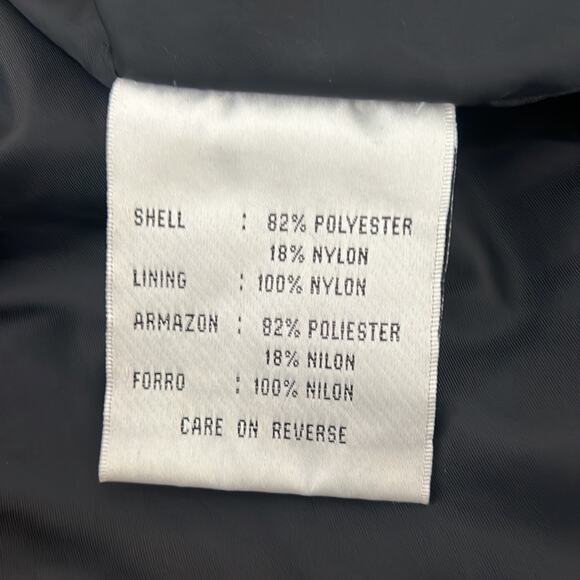 SHELL : 82% POLYESTER
18% NYLON
LINING : 100% NYLON
ARMAZON : 82% POLIESTER
18% NILON
FORRO : 100% NILON
CARE ON REVERSE